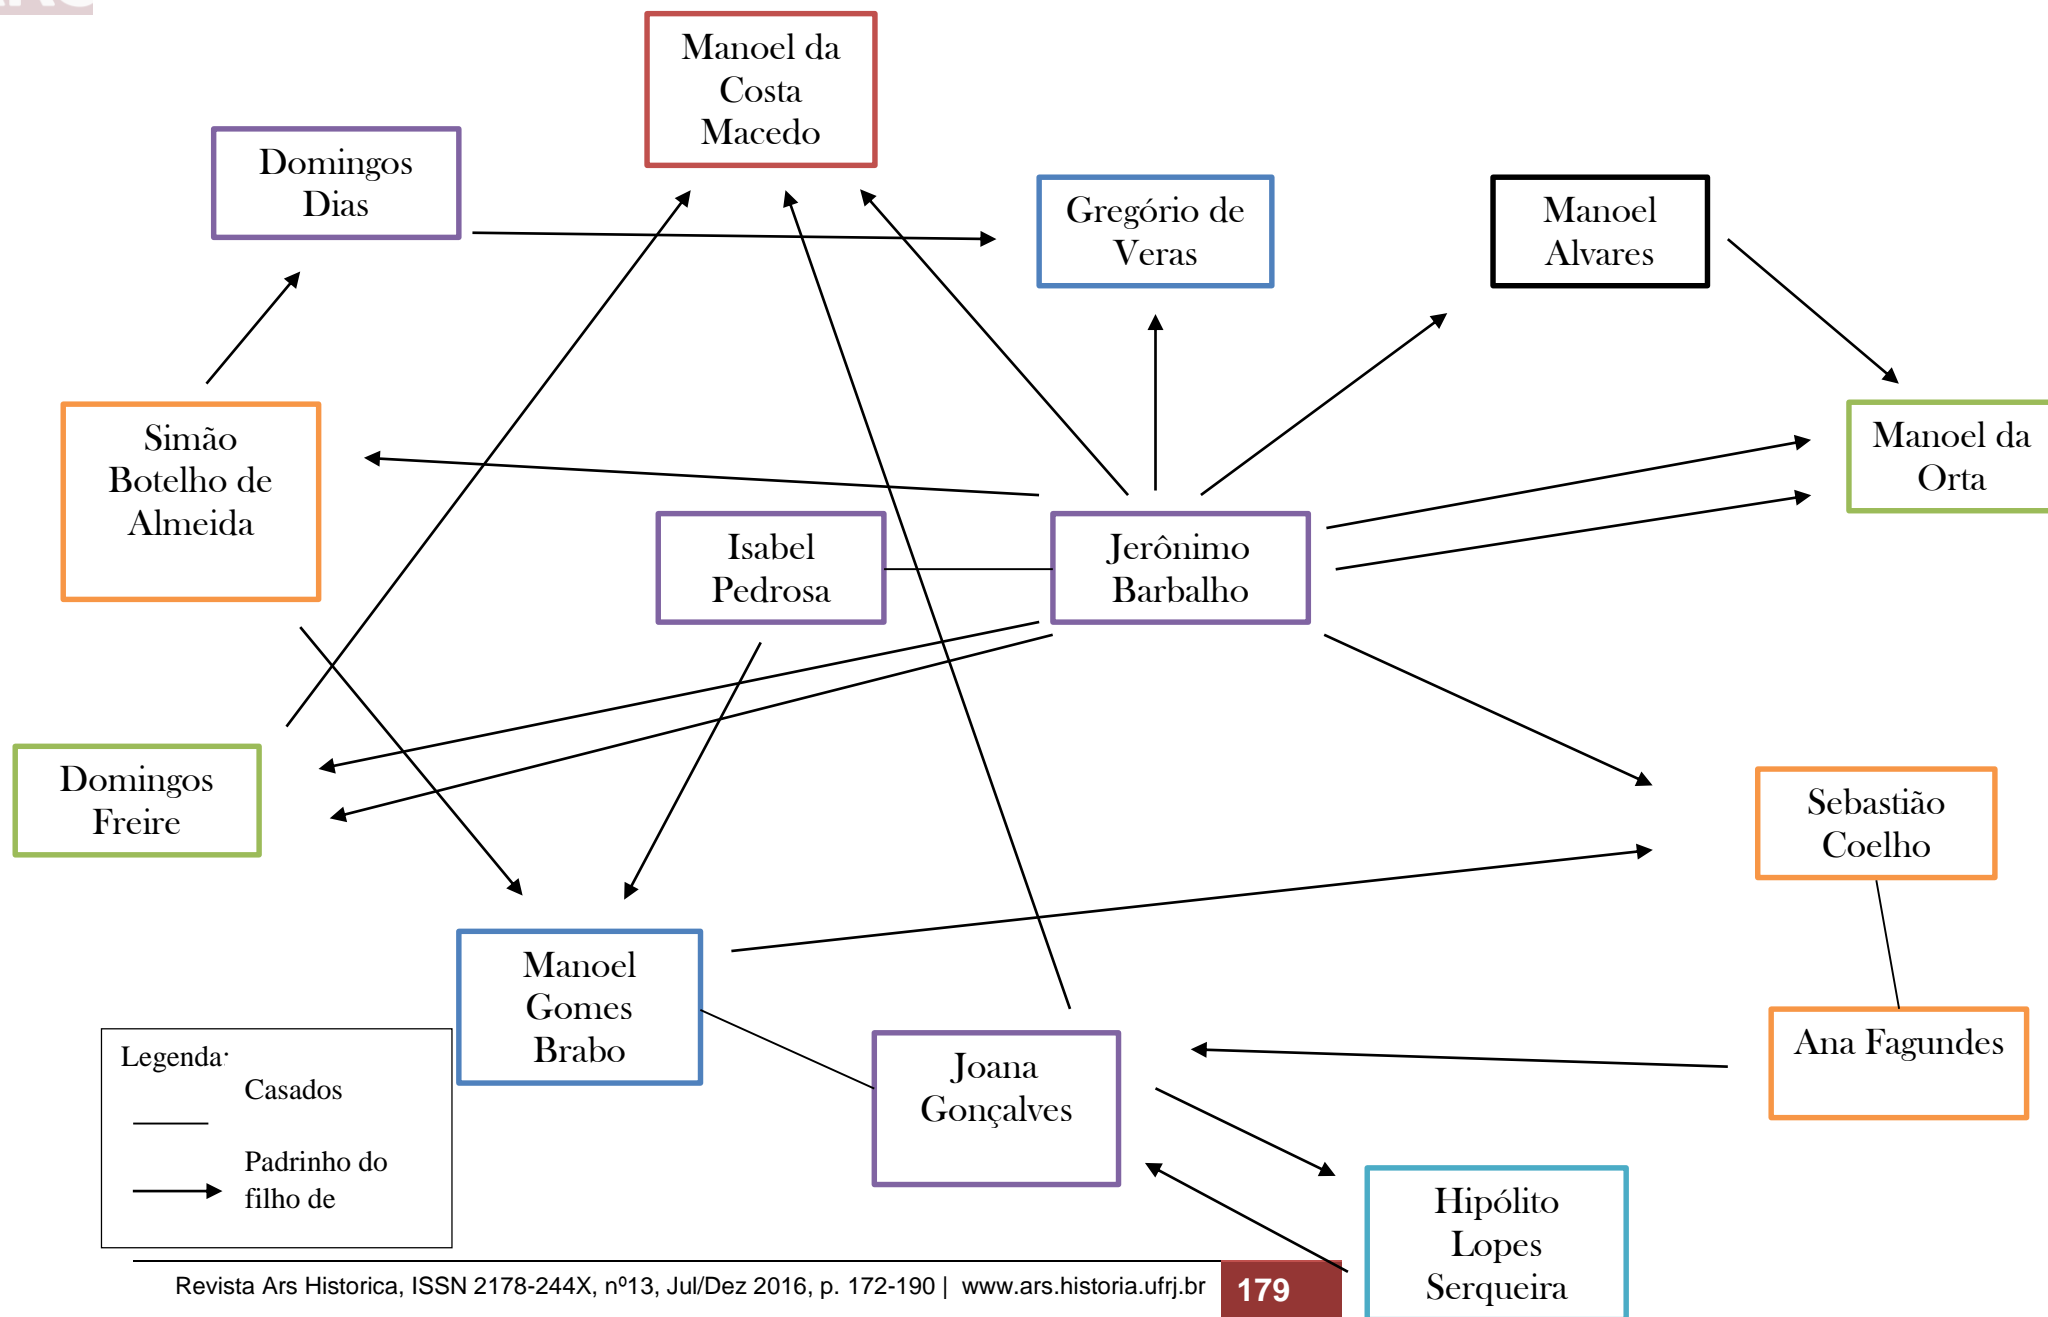 Manoel da
Costa
Macedo
Domingos
Dias
Gregório de
Veras
Manoel
Alvares
Simão
Botelho de
Almeida
Manoel da
Orta
Isabel
Pedrosa
Jerônimo
Barbalho
Domingos
Freire
Sebastião
Coelho
Manoel
Gomes
Brabo
Joana
Gonçalves
Ana Fagundes
Legenda:
Casados
Padrinho do
filho de
Hipólito
Lopes
Serqueira
Revista Ars Historica, ISSN 2178-244X, nº13, Jul/Dez 2016, p. 172-190 | www.ars.historia.ufrj.br 179